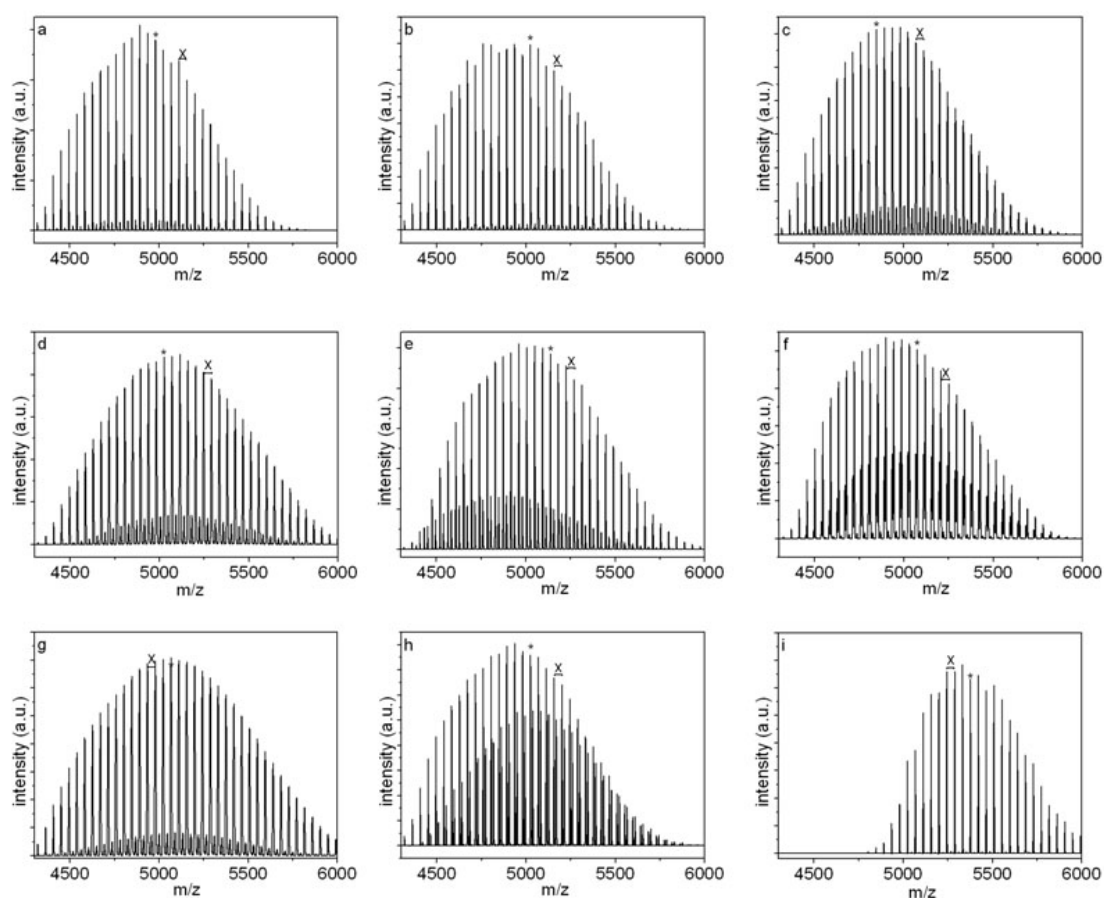 a * X
intensity (a.u.)
4500 5000 5500 6000
m/z
b * X
intensity (a.u.)
4500 5000 5500 6000
m/z
c * X
intensity (a.u.)
4500 5000 5500 6000
m/z
d * X
intensity (a.u.)
4500 5000 5500 6000
m/z
e * X
intensity (a.u.)
4500 5000 5500 6000
m/z
f * X
intensity (a.u.)
4500 5000 5500 6000
m/z
g X *
intensity (a.u.)
4500 5000 5500 6000
m/z
h * X
intensity (a.u.)
4500 5000 5500 6000
m/z
i X *
intensity (a.u.)
4500 5000 5500 6000
m/z